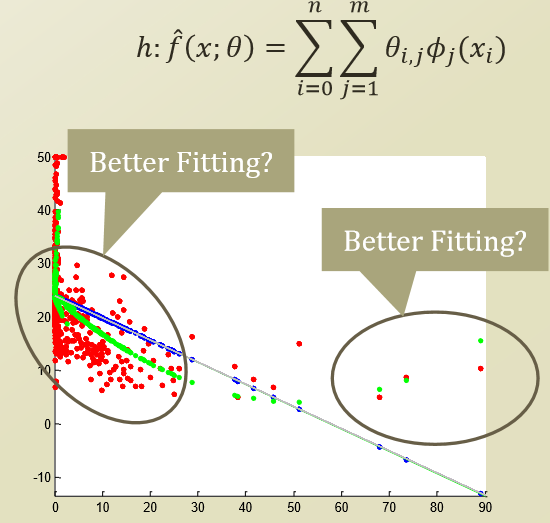 h: f̂(x; θ) = ∑_{i=0}^{n} ∑_{j=1}^{m} θ_{i,j} ϕ_j(x_i)
Better Fitting?
Better Fitting?
50
40
30
20
10
0
-10
0 10 20 30 40 50 60 70 80 90